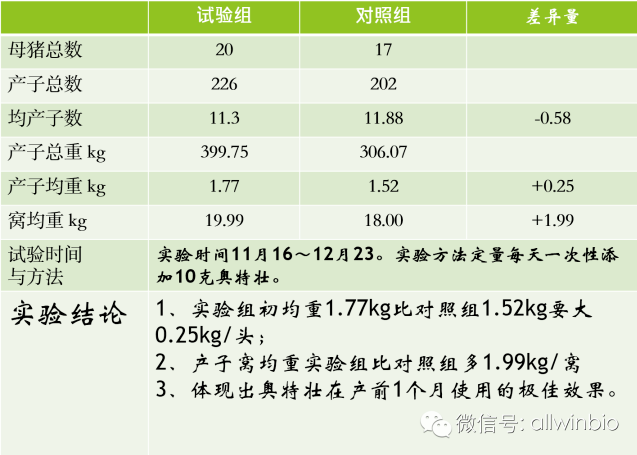 试验组 对照组 差异量
母猪总数 20 17
产子总数 226 202
均产子数 11.3 11.88 -0.58
产子总重 kg 399.75 306.07
产子均重 kg 1.77 1.52 +0.25
窝均重 kg 19.99 18.00 +1.99
试验时间
与方法
实验时间11月16～12月23。实验方法定量每天一次性添
加10克奥特壮。
实验结论
1、实验组初均重1.77kg比对照组1.52kg要大
0.25kg/头；
2、产子窝均重实验组比对照组多1.99kg/窝
3、体现出奥特壮在产前1个月使用的极佳效果。
微信号: allwinbio